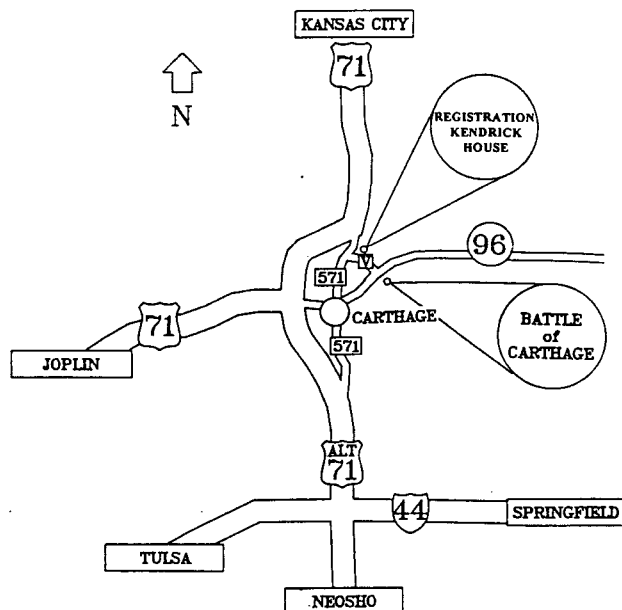 KANSAS CITY
71
N
REGISTRATION
KENDRICK
HOUSE
96
V
571
CARTHAGE
71
JOPLIN
571
BATTLE
of
CARTHAGE
ALT
71
44
SPRINGFIELD
TULSA
NEOSHO